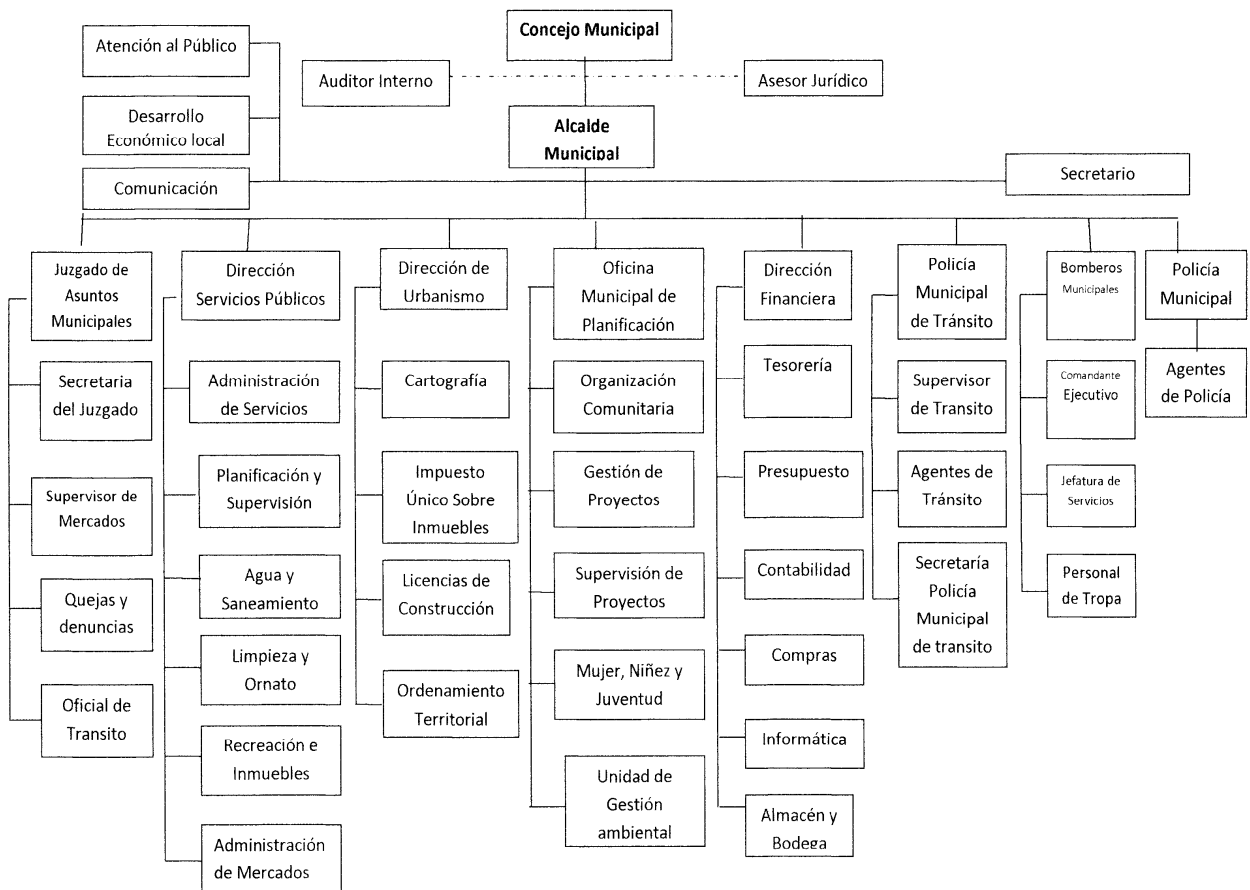 Concejo Municipal
Atención al Público
Auditor Interno
Asesor Jurídico
Desarrollo
Económico local
Alcalde
Municipal
Comunicación
Secretario
Juzgado de
Asuntos
Municipales
Secretaria
del Juzgado
Supervisor de
Mercados
Quejas y
denuncias
Oficial de
Transito
Dirección
Servicios Públicos
Administración
de Servicios
Planificación y
Supervisión
Agua y
Saneamiento
Limpieza y
Ornato
Recreación e
Inmuebles
Administración
de Mercados
Dirección de
Urbanismo
Cartografía
Impuesto
Único Sobre
Inmuebles
Licencias de
Construcción
Ordenamiento
Territorial
Oficina
Municipal de
Planificación
Organización
Comunitaria
Gestión de
Proyectos
Supervisión de
Proyectos
Mujer, Niñez y
Juventud
Unidad de
Gestión
ambiental
Dirección
Financiera
Tesorería
Presupuesto
Contabilidad
Compras
Informática
Almacén y
Bodega
Policía
Municipal
de Tránsito
Supervisor
de Transito
Agentes de
Tránsito
Secretaría
Policía
Municipal
de transito
Bomberos
Municipales
Comandante
Ejecutivo
Jefatura de
Servicios
Personal
de Tropa
Policía
Municipal
Agentes
de Policía